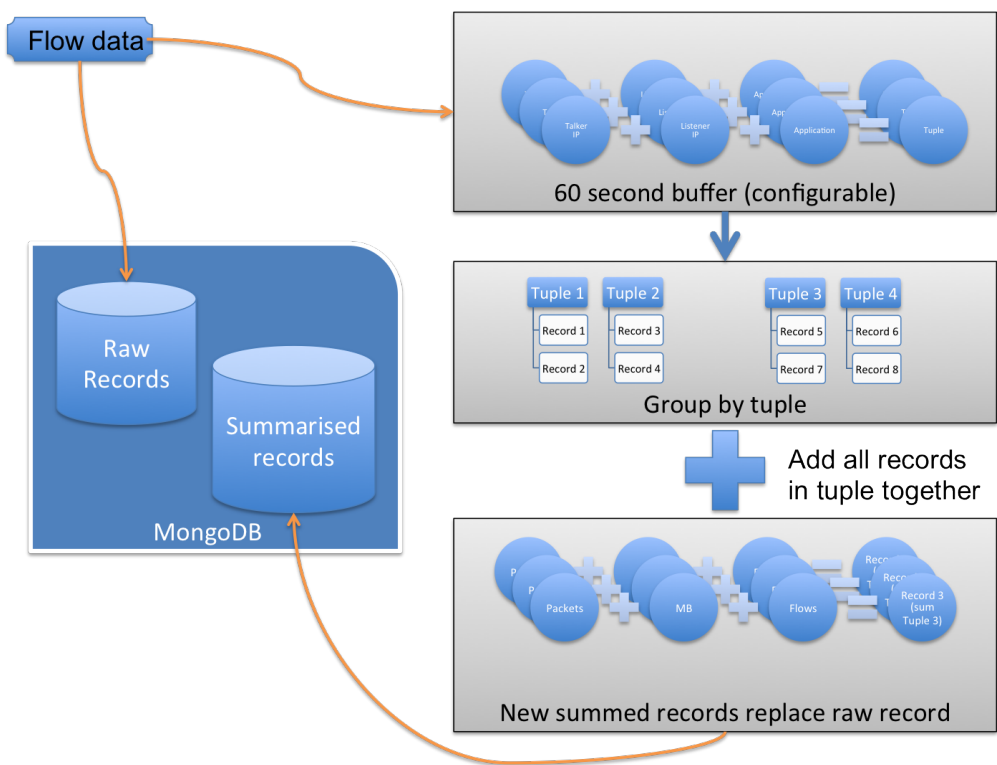 Flow data
Talker
IP
Listener
IP
Application
Tuple
60 second buffer (configurable)
Tuple 1
Tuple 2
Tuple 3
Tuple 4
Record 1
Record 3
Record 5
Record 6
Record 2
Record 4
Record 7
Record 8
Group by tuple
Add all records
in tuple together
Raw
Records
Summarised
records
MongoDB
Packets
MB
Flows
Record 3
(sum
Tuple 3)
New summed records replace raw record